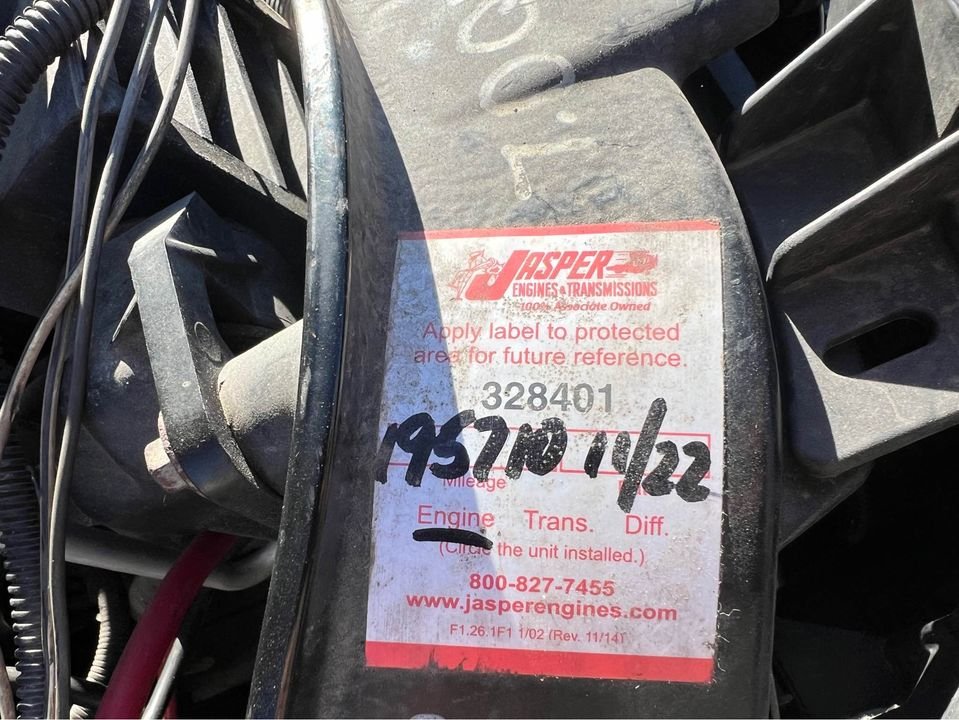 JASPER
ENGINES & TRANSMISSIONS
100% Associate Owned
Apply label to protected
area for future reference.
328401
195710 11/22
Mileage
Engine Trans. Diff.
(Circle the unit installed.)
800-827-7455
www.jasperengines.com
F1.26.1F1 1/02 (Rev. 11/14)